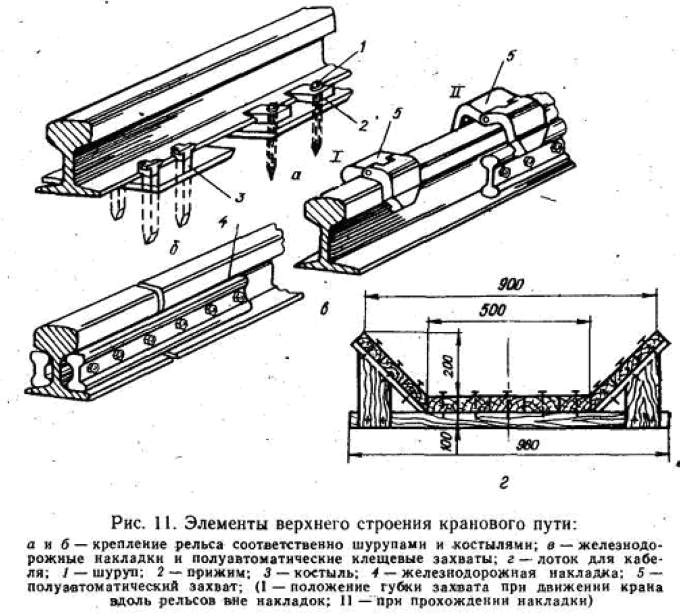 1
2
а
3
б
4
I
5
II
5
в
900
500
200
100
980
г
Рис. 11. Элементы верхнего строения кранового пути:
а и б — крепление рельса соответственно шурупами и костылями; в — железнодо-
рожные накладки и полуавтоматические клещевые захваты; г — лоток для кабе-
ля; 1 — шуруп; 2 — прижим; 3 — костыль; 4 — железнодорожная накладка; 5 —
полуавтоматический захват; (I — положение губки захвата при движении крана
вдоль рельсов вне накладок; II — при прохождении накладки)